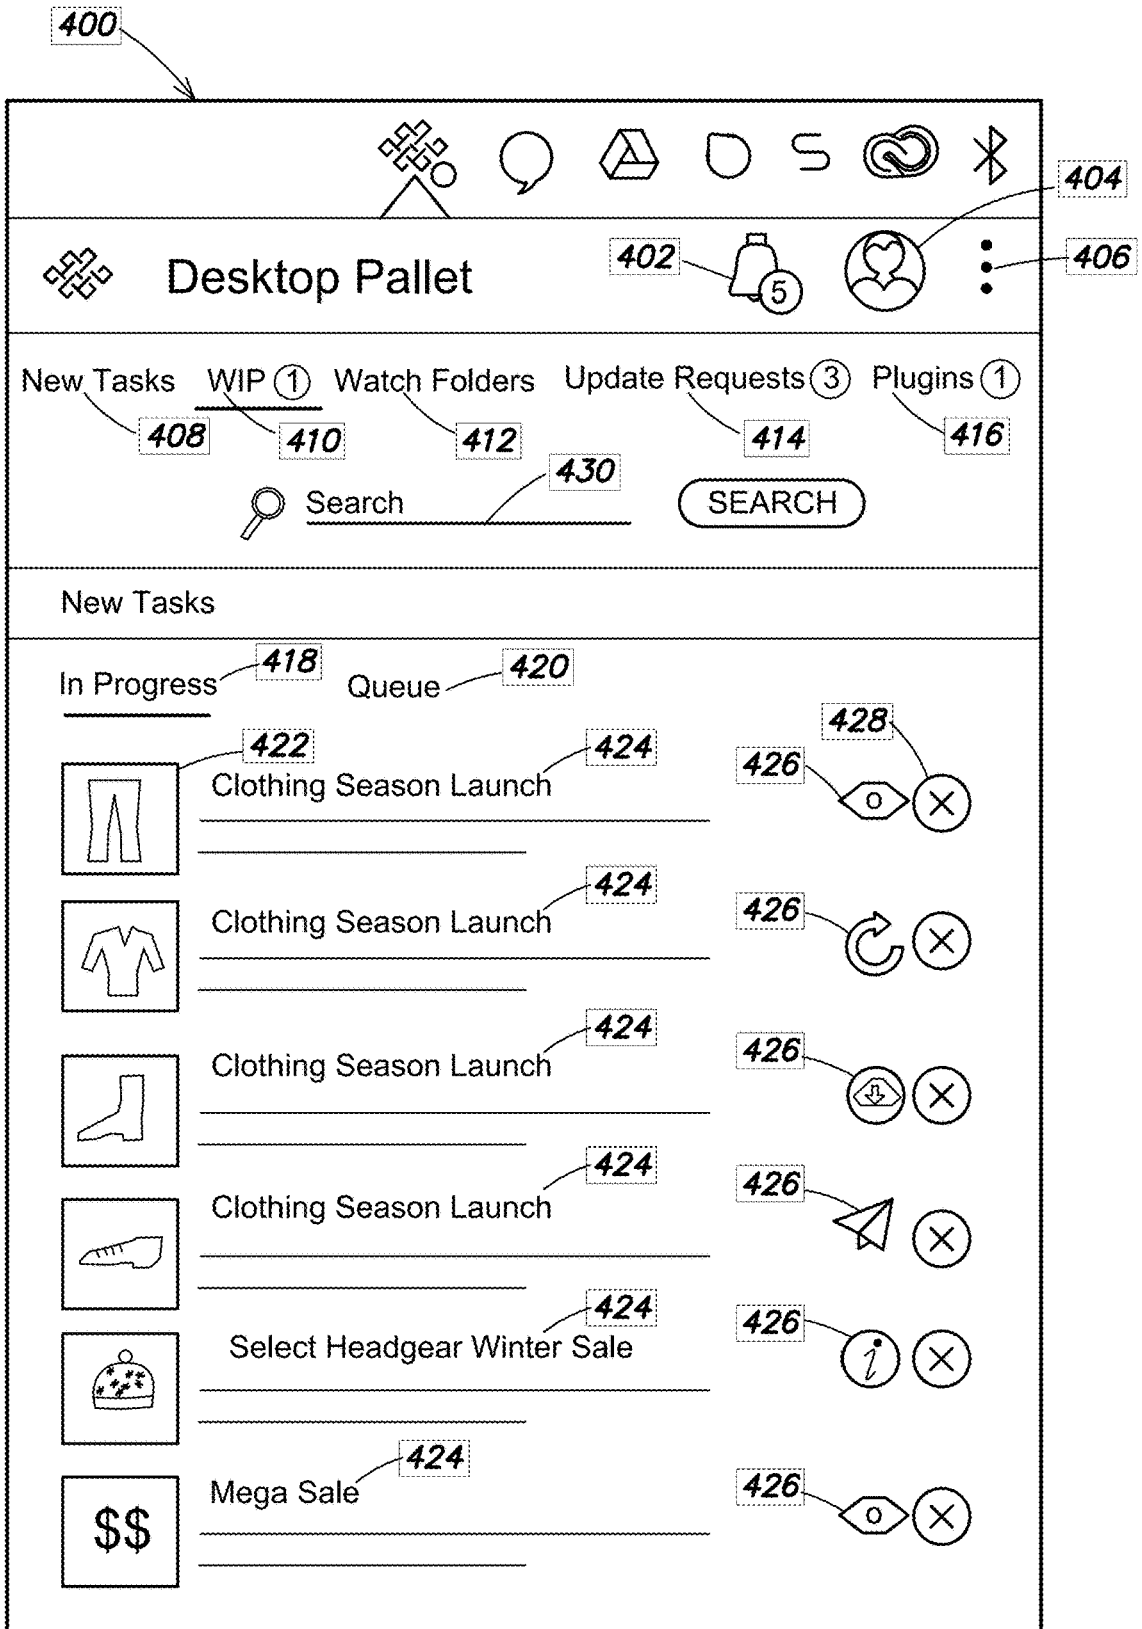 400
404
402
406
Desktop Pallet
5
New Tasks WIP 1 Watch Folders Update Requests 3 Plugins 1
408 410 412 414 416
430
Search SEARCH
New Tasks
In Progress 418 Queue 420
422 424 428
Clothing Season Launch 426
424
Clothing Season Launch 426
424
Clothing Season Launch 426
424
Clothing Season Launch 426
424
Select Headgear Winter Sale 426
i
424
Mega Sale 426
$$